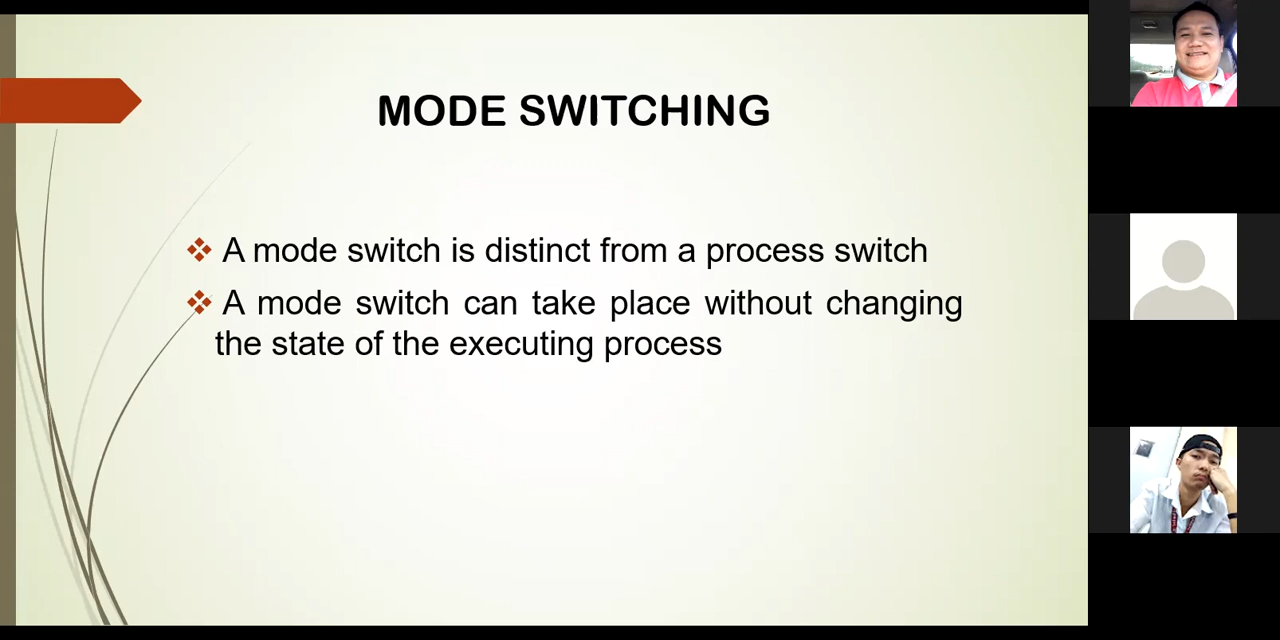 MODE SWITCHING
A mode switch is distinct from a process switch
A mode switch can take place without changing
the state of the executing process